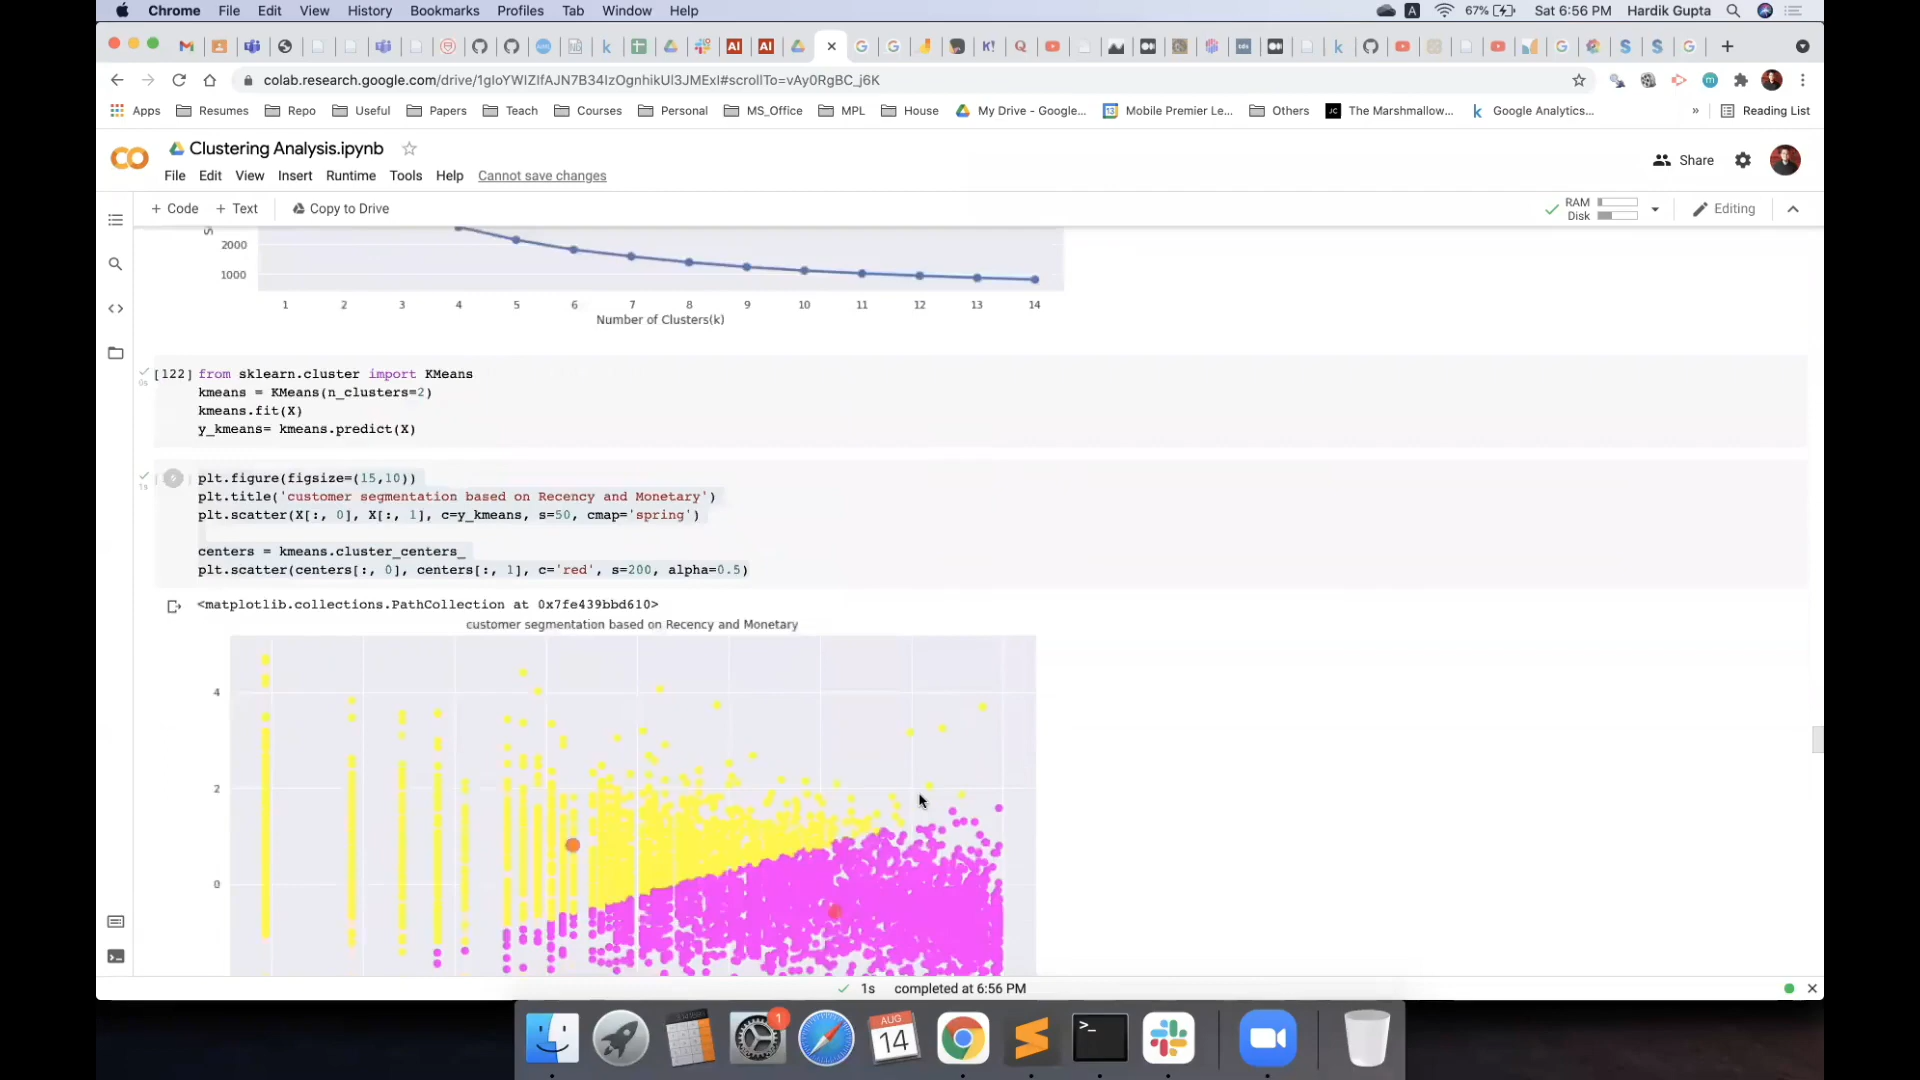 Chrome File Edit View History Bookmarks Profiles Tab Window Help A 67% Sat 6:56 PM Hardik Gupta
colab.research.google.com/drive/1gIoYWIZIfAJN7B34IzOgnhikUl3JMExI#scrollTo=vAy0RgBC_j6K
Apps Resumes Repo Useful Papers Teach Courses Personal MS_Office MPL House My Drive - Google... Mobile Premier Le... Others The Marshmallow... Google Analytics... » Reading List
CO Clustering Analysis.ipynb
Share
File Edit View Insert Runtime Tools Help Cannot save changes
+ Code + Text Copy to Drive
RAM
Disk
Editing
2000
1000
1 2 3 4 5 6 7 8 9 10 11 12 13 14
Number of Clusters(k)
[122] from sklearn.cluster import KMeans
0s
kmeans = KMeans(n_clusters=2)
kmeans.fit(X)
y_kmeans= kmeans.predict(X)
plt.figure(figsize=(15,10))
1s
plt.title('customer segmentation based on Recency and Monetary')
plt.scatter(X[:, 0], X[:, 1], c=y_kmeans, s=50, cmap='spring')
centers = kmeans.cluster_centers_
plt.scatter(centers[:, 0], centers[:, 1], c='red', s=200, alpha=0.5)
<matplotlib.collections.PathCollection at 0x7fe439bbd610>
customer segmentation based on Recency and Monetary
4
2
0
1s completed at 6:56 PM
1
AUG
14